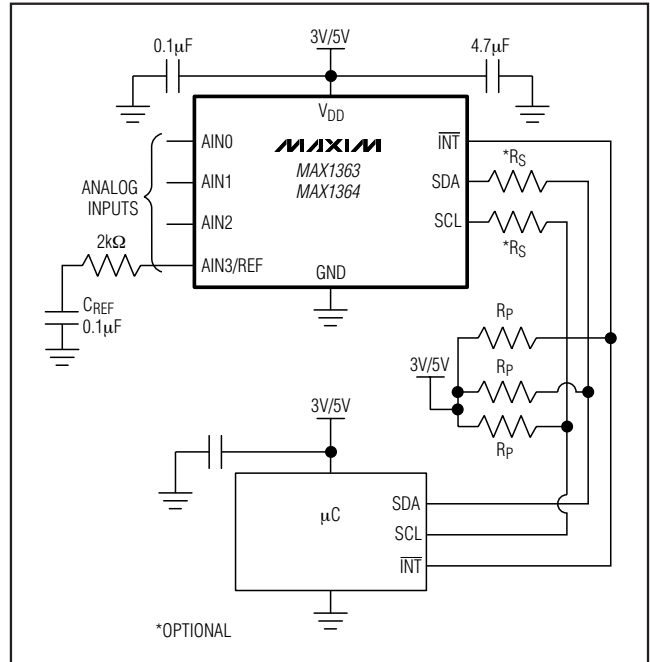 3V/5V
0.1μF
4.7μF
VDD
AIN0
MAXIM
INT
MAX1363
*RS
ANALOG
INPUTS
AIN1
SDA
MAX1364
AIN2
SCL
2kΩ
*RS
AIN3/REF
GND
CREF
0.1μF
RP
3V/5V
RP
3V/5V
RP
μC
SDA
SCL
INT
*OPTIONAL